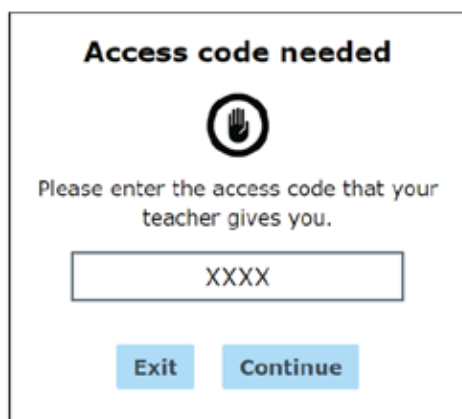 Access code needed
Please enter the access code that your
teacher gives you.
XXXX
Exit Continue